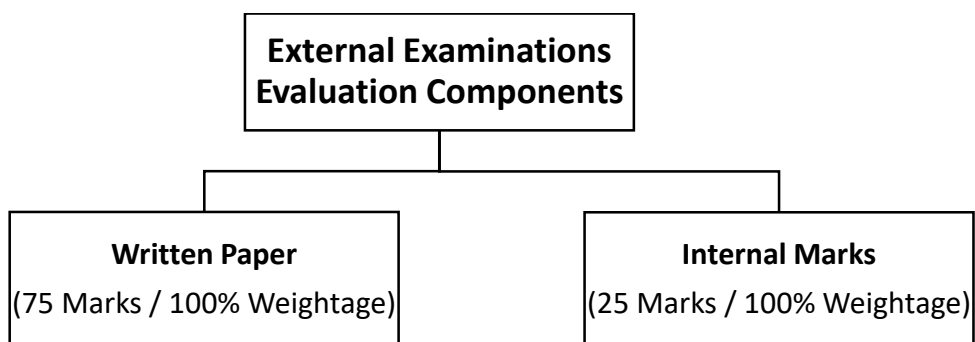 External Examinations
Evaluation Components
Written Paper
(75 Marks / 100% Weightage)
Internal Marks
(25 Marks / 100% Weightage)